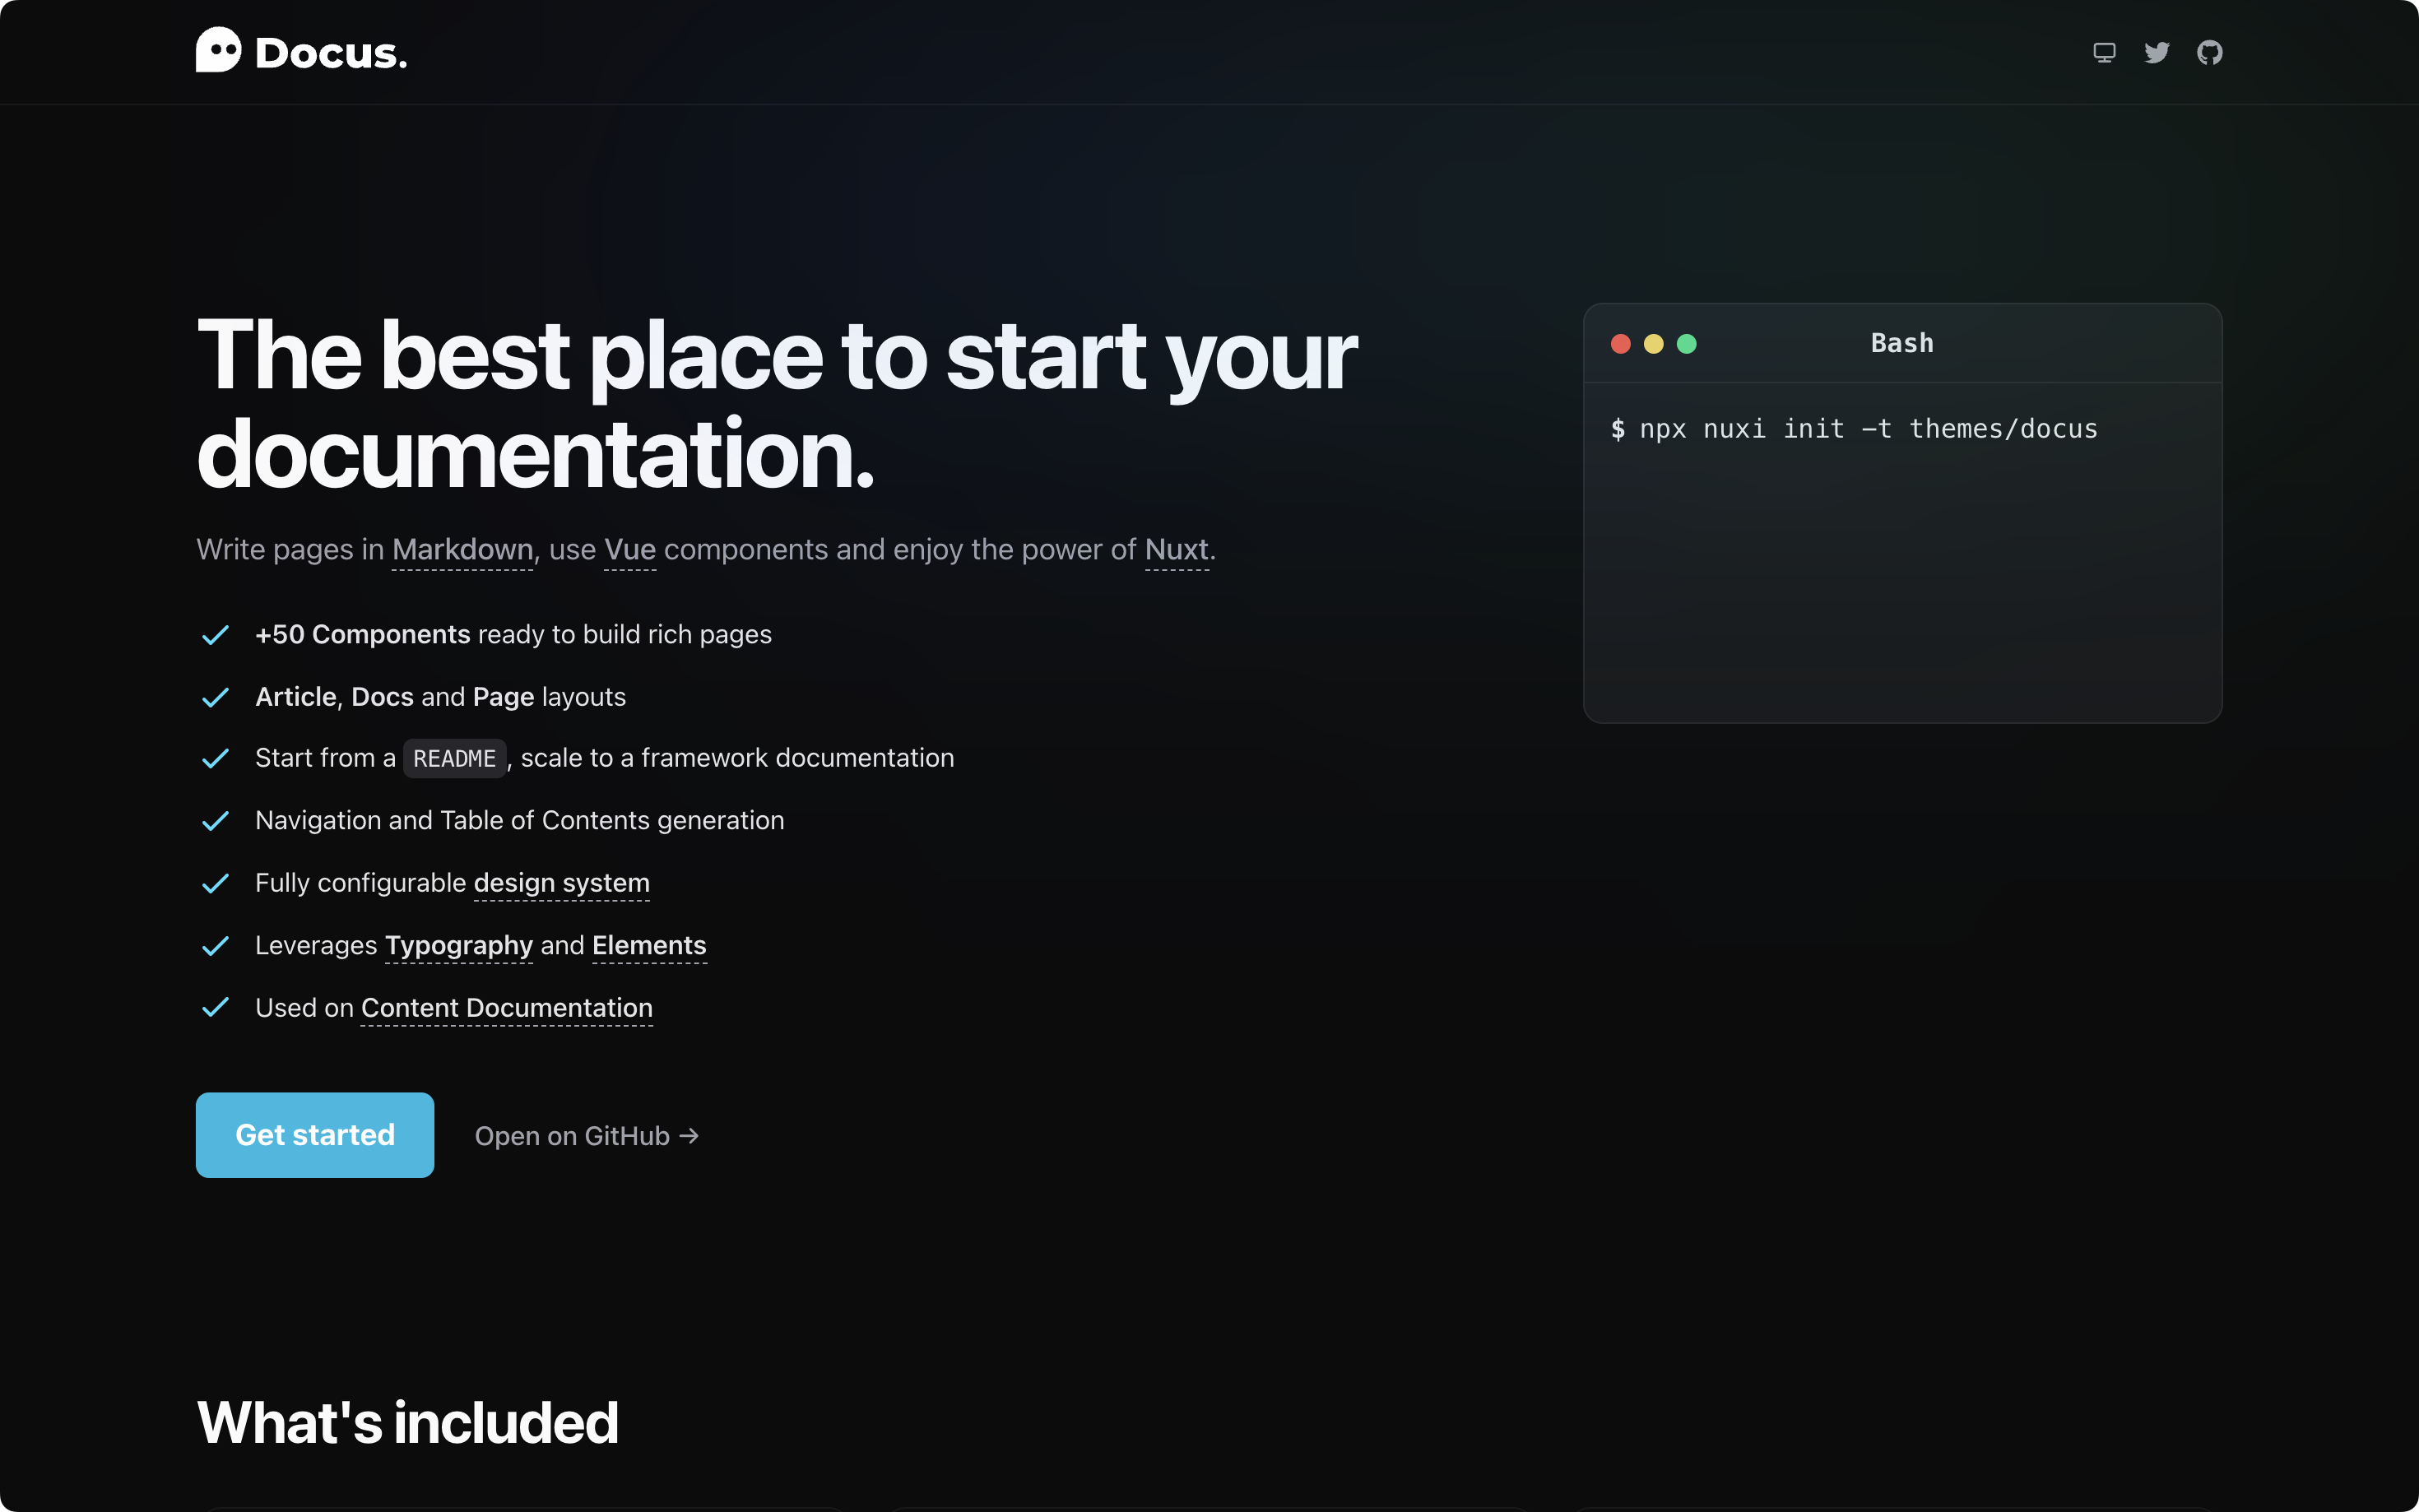 Docus.
The best place to start your
documentation.
Write pages in Markdown, use Vue components and enjoy the power of Nuxt.
+50 Components ready to build rich pages
Article, Docs and Page layouts
Start from a README, scale to a framework documentation
Navigation and Table of Contents generation
Fully configurable design system
Leverages Typography and Elements
Used on Content Documentation
Get started
Open on GitHub →
Bash
$ npx nuxi init -t themes/docus
What's included